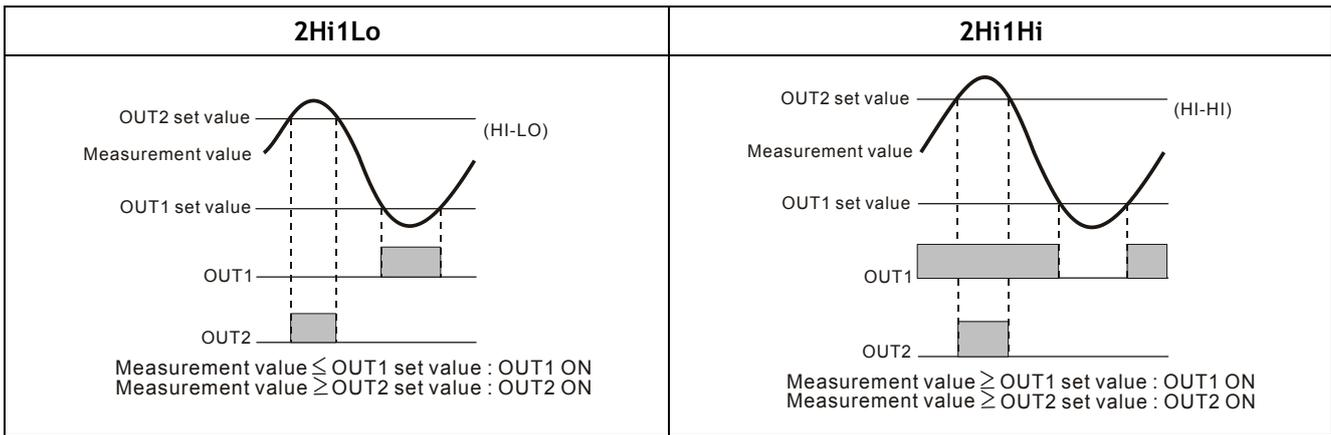 2Hi1Lo
OUT2 set value
(HI-LO)
Measurement value
OUT1 set value
OUT1
OUT2
Measurement value ≤ OUT1 set value : OUT1 ON
Measurement value ≥ OUT2 set value : OUT2 ON
2Hi1Hi
OUT2 set value
(HI-HI)
Measurement value
OUT1 set value
OUT1
OUT2
Measurement value ≥ OUT1 set value : OUT1 ON
Measurement value ≥ OUT2 set value : OUT2 ON